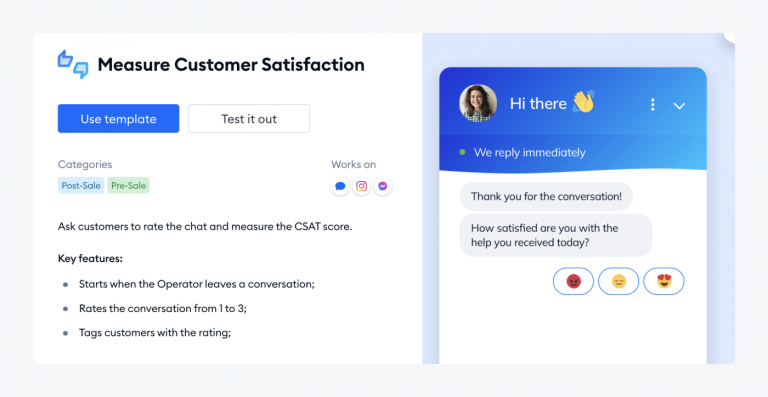 Measure Customer Satisfaction
Use template
Test it out
Categories
Works on
Post-Sale
Pre-Sale
Ask customers to rate the chat and measure the CSAT score.
Key features:
Starts when the Operator leaves a conversation;
Rates the conversation from 1 to 3;
Tags customers with the rating;
Hi there 👋
We reply immediately
Thank you for the conversation!
How satisfied are you with the
help you received today?